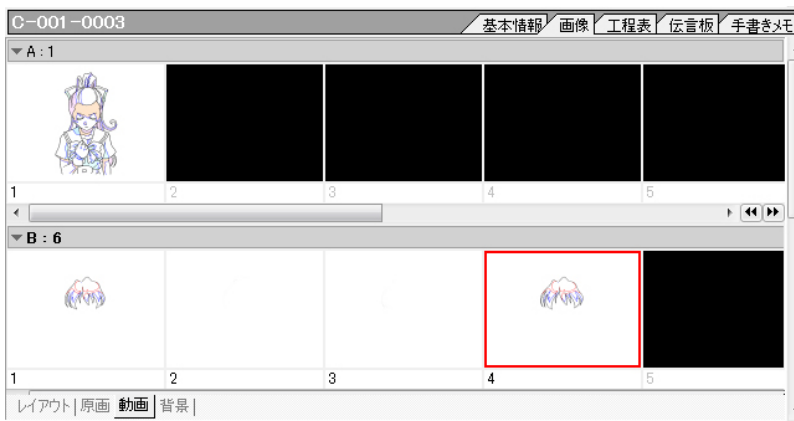 C-001-0003 基本情報 画像 工程表 伝言板 手書きメモ
A : 1
1 2 3 4 5
B : 6
1 2 3 4 5
レイアウト 原画 動画 背景